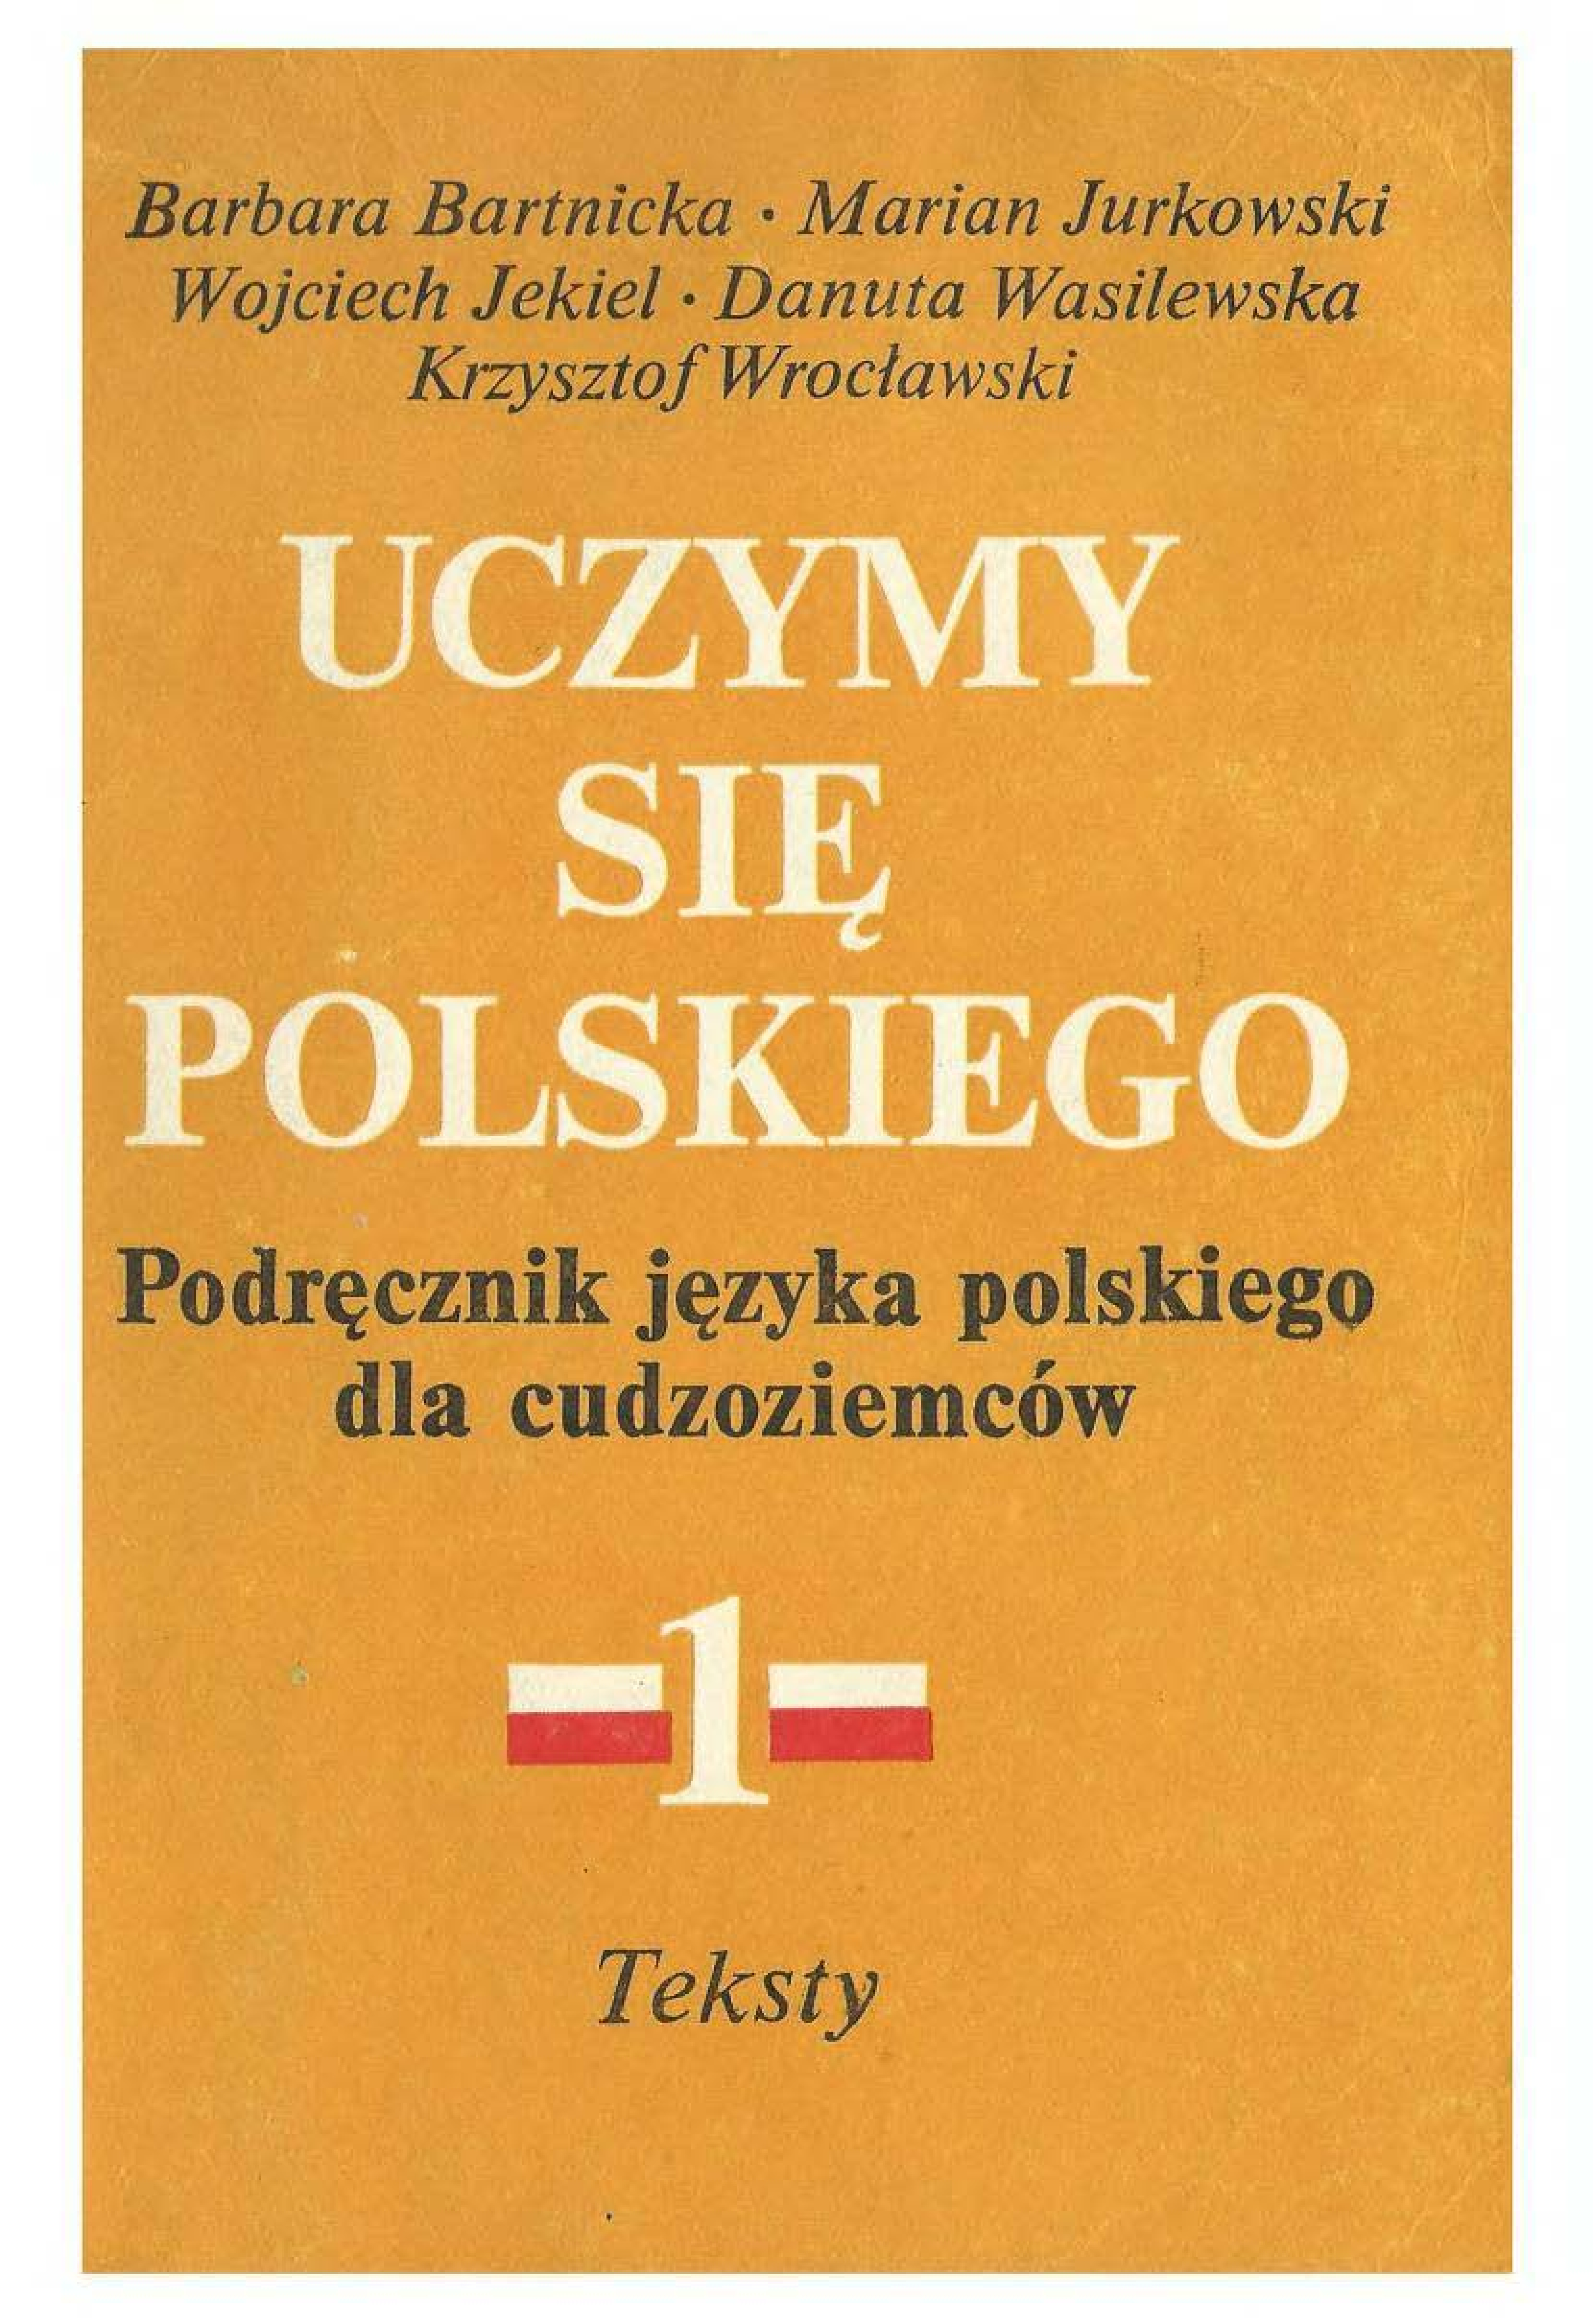 Barbara Bartnicka · Marian Jurkowski
Wojciech Jekiel · Danuta Wasilewska
Krzysztof Wrocławski
UCZYMY
SIĘ
POLSKIEGO
Podręcznik języka polskiego
dla cudzoziemców
1
Teksty